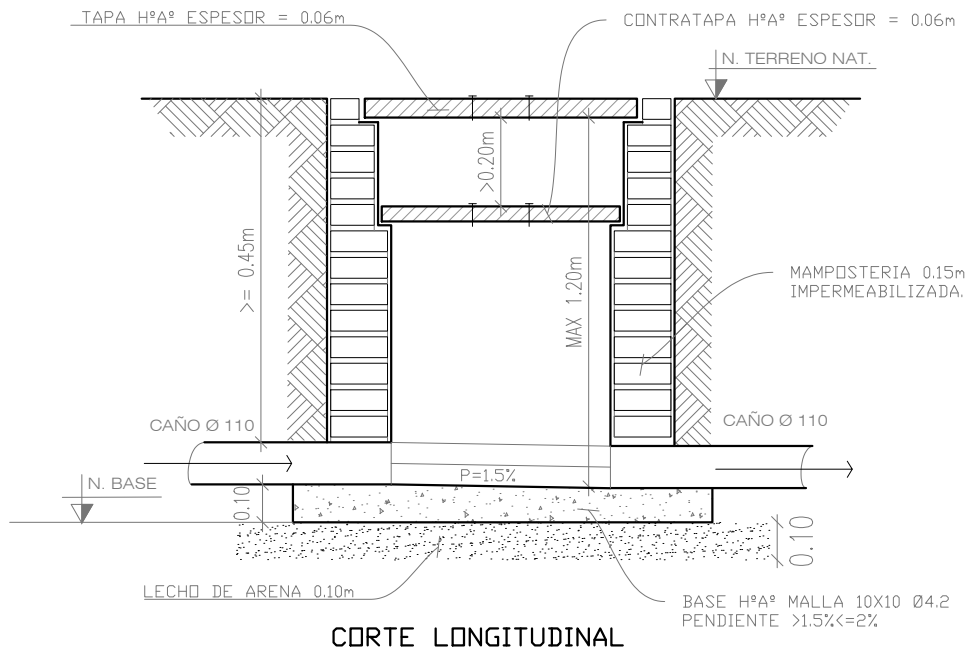 TAPA HºAº ESPESOR = 0.06m
CONTRATAPA HºAº ESPESOR = 0.06m
N. TERRENO NAT.
>0.20m
>= 0.45m
MAX 1.20m
MAMPOSTERIA 0.15m
IMPERMEABILIZADA.
CAÑO Ø 110
CAÑO Ø 110
P=1.5%
N. BASE
0.10
0.10
LECHO DE ARENA 0.10m
BASE HºAº MALLA 10X10 Ø4.2
PENDIENTE >1.5%<=2%
CORTE LONGITUDINAL